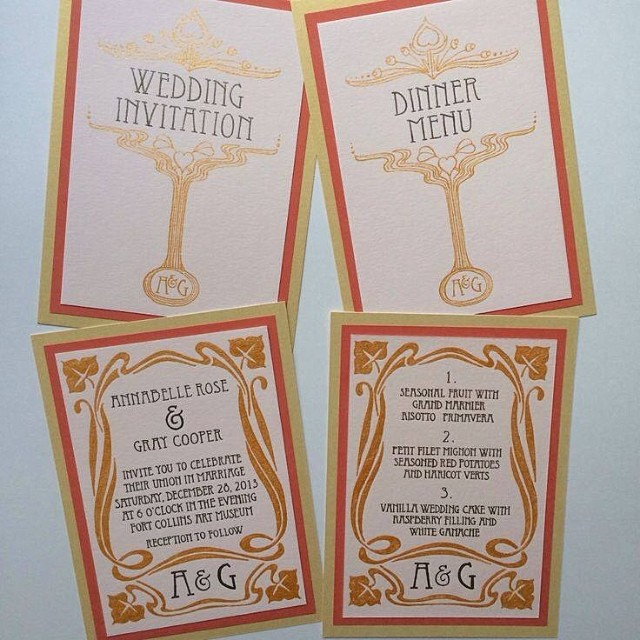 WEDDING
INVITATION
A&G
DINNER
MENU
A&G
ANNABELLE ROSE
&
GRAY COOPER
INVITE YOU TO CELEBRATE
THEIR UNION IN MARRIAGE
SATURDAY, DECEMBER 28, 2013
AT 6 O'CLOCK IN THE EVENING
FORT COLLINS ART MUSEUM
RECEPTION TO FOLLOW
A&G
1.
SEASONAL FRUIT WITH
GRAND MARNIER
RISOTTO PRIMAVERA
2.
PETIT FILET MIGNON WITH
SEASONED RED POTATOES
AND HARICOT VERTS
3.
VANILLA WEDDING CAKE WITH
RASPBERRY FILLING AND
WHITE GANACHE
A&G